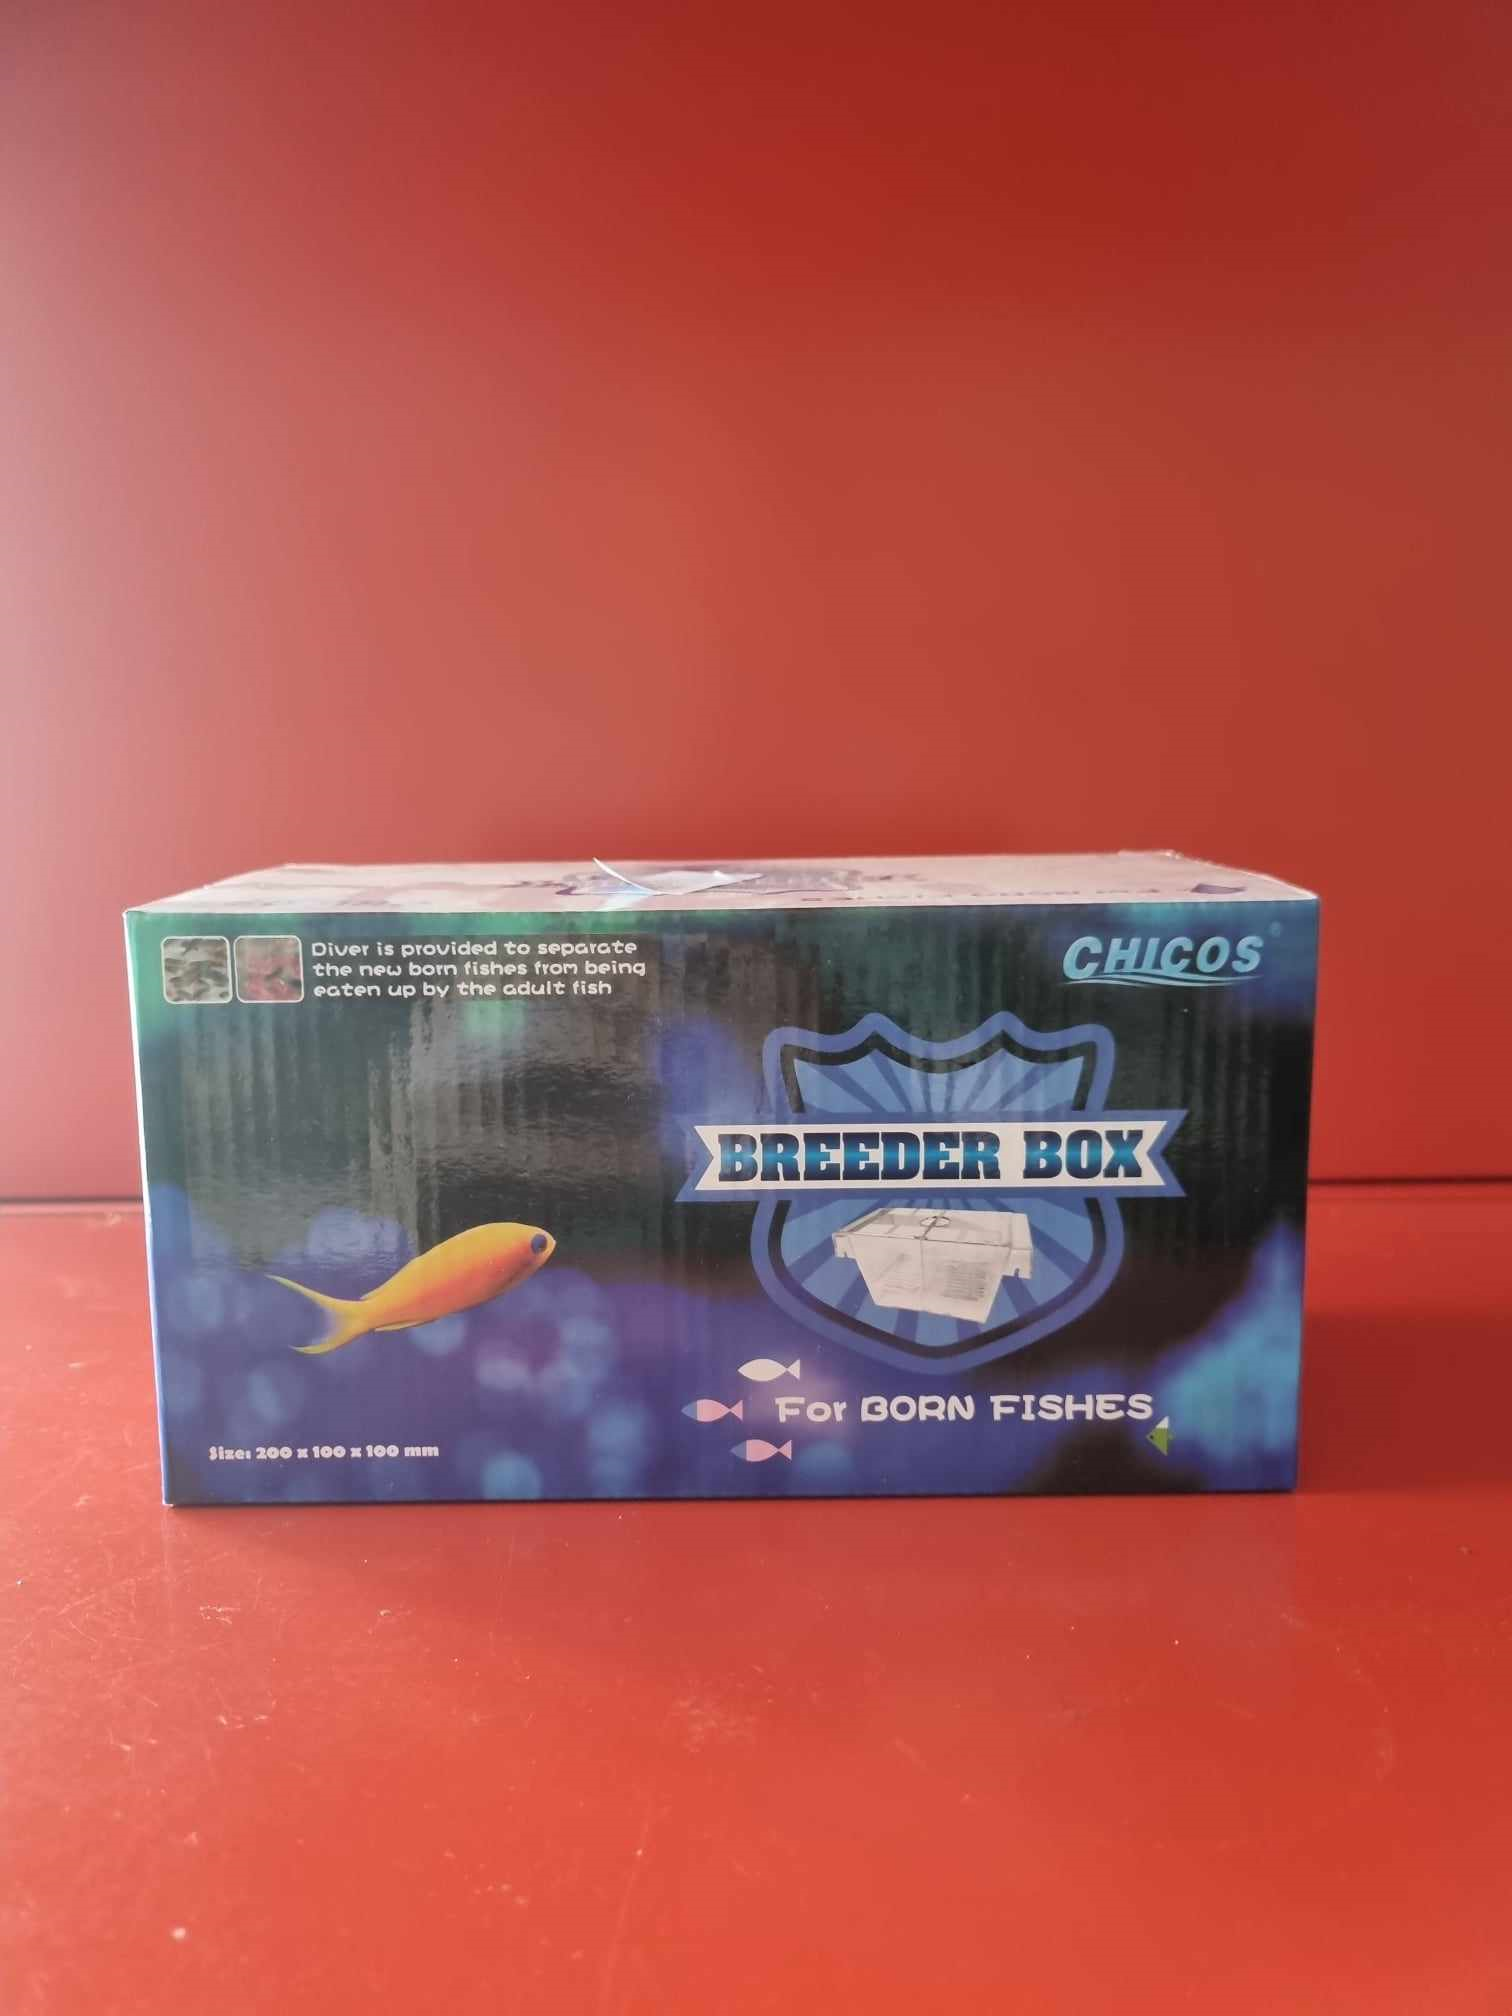 Diver is provided to separate
the new born fishes from being
eaten up by the adult fish
CHICOS®
BREEDER BOX
For BORN FISHES
Size: 200 x 100 x 100 mm